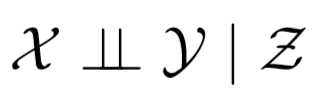 𝒳 ⫫ 𝒴 | 𝒵